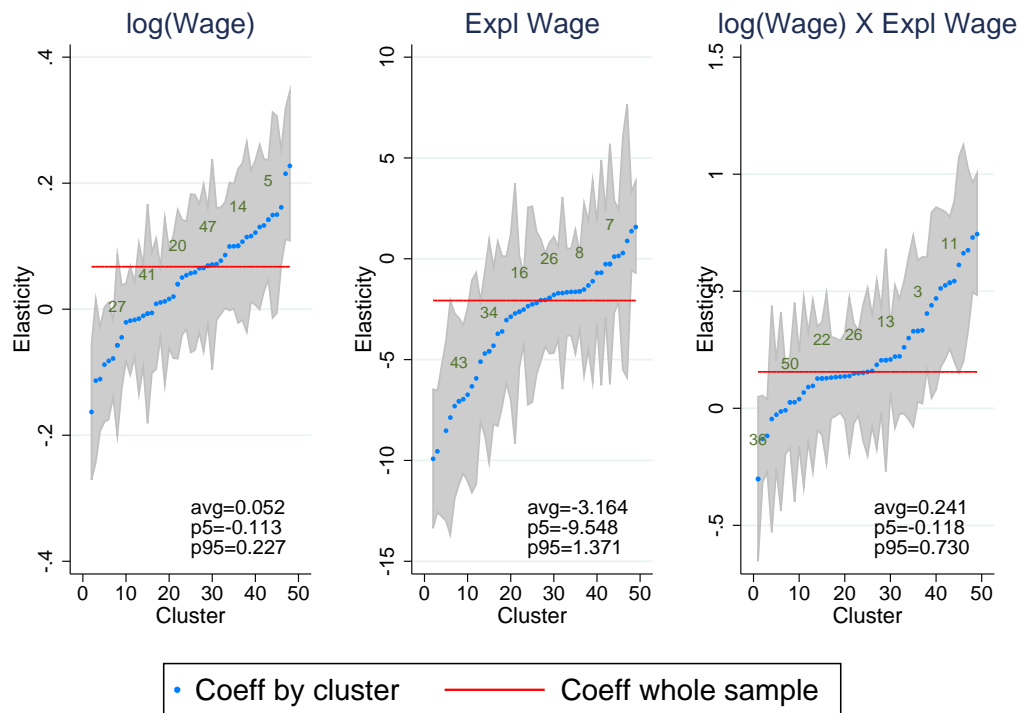 log(Wage)
Expl Wage
log(Wage) X Expl Wage
Elasticity
.4
.2
0
-.2
-.4
27
41
20
47
14
5
avg=0.052
p5=-0.113
p95=0.227
0 10 20 30 40 50
Cluster
Elasticity
10
5
0
-5
-10
-15
43
34
16
26
8
7
avg=-3.164
p5=-9.548
p95=1.371
0 10 20 30 40 50
Cluster
Elasticity
1.5
1
.5
0
-.5
36
50
22
26
13
3
11
avg=0.241
p5=-0.118
p95=0.730
0 10 20 30 40 50
Cluster
Coeff by cluster
Coeff whole sample